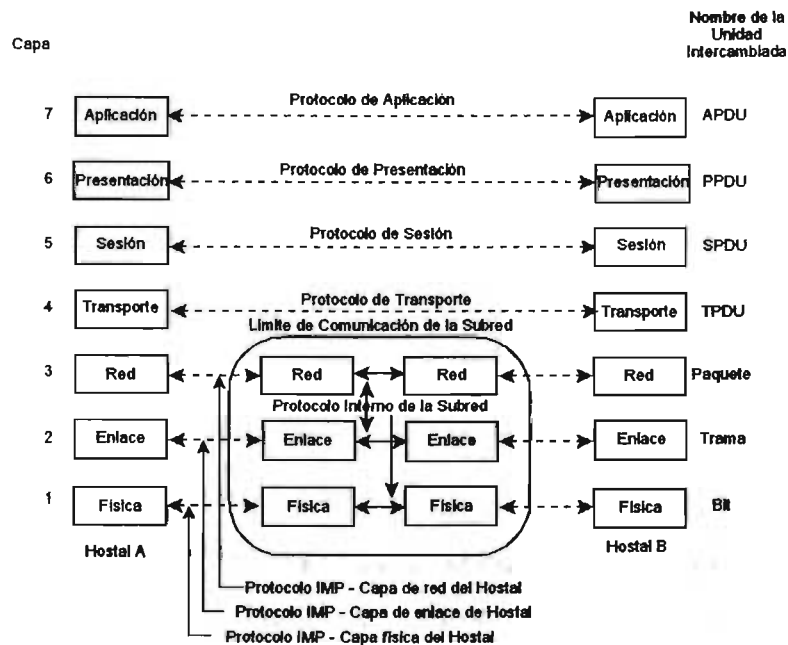 Nombre de la
Unidad
Intercambiada
Capa
7 Aplicación Protocolo de Aplicación Aplicación APDU
6 Presentación Protocolo de Presentación Presentación PPDU
5 Sesión Protocolo de Sesión Sesión SPDU
4 Transporte Protocolo de Transporte Transporte TPDU
Límite de Comunicación de la Subred
3 Red Red Red Red Paquete
Protocolo Interno de la Subred
2 Enlace Enlace Enlace Enlace Trama
1 Física Física Física Física Bit
Hostal A Hostal B
Protocolo IMP - Capa de red del Hostal
Protocolo IMP - Capa de enlace de Hostal
Protocolo IMP - Capa física del Hostal